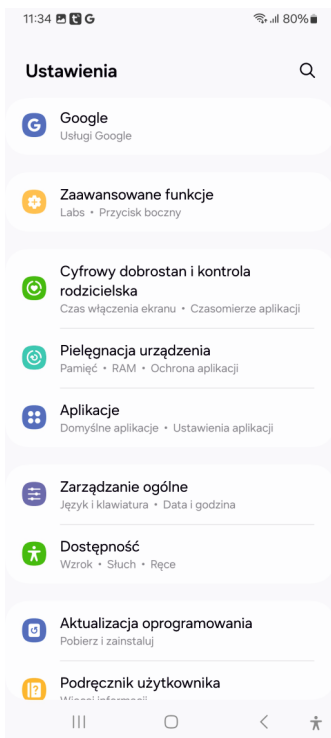 11:34 G 80%
Ustawienia
Google
Usługi Google
Zaawansowane funkcje
Labs • Przycisk boczny
Cyfrowy dobrostan i kontrola
rodzicielska
Czas włączenia ekranu • Czasomierze aplikacji
Pielęgnacja urządzenia
Pamięć • RAM • Ochrona aplikacji
Aplikacje
Domyślne aplikacje • Ustawienia aplikacji
Zarządzanie ogólne
Język i klawiatura • Data i godzina
Dostępność
Wzrok • Słuch • Ręce
Aktualizacja oprogramowania
Pobierz i zainstaluj
Podręcznik użytkownika